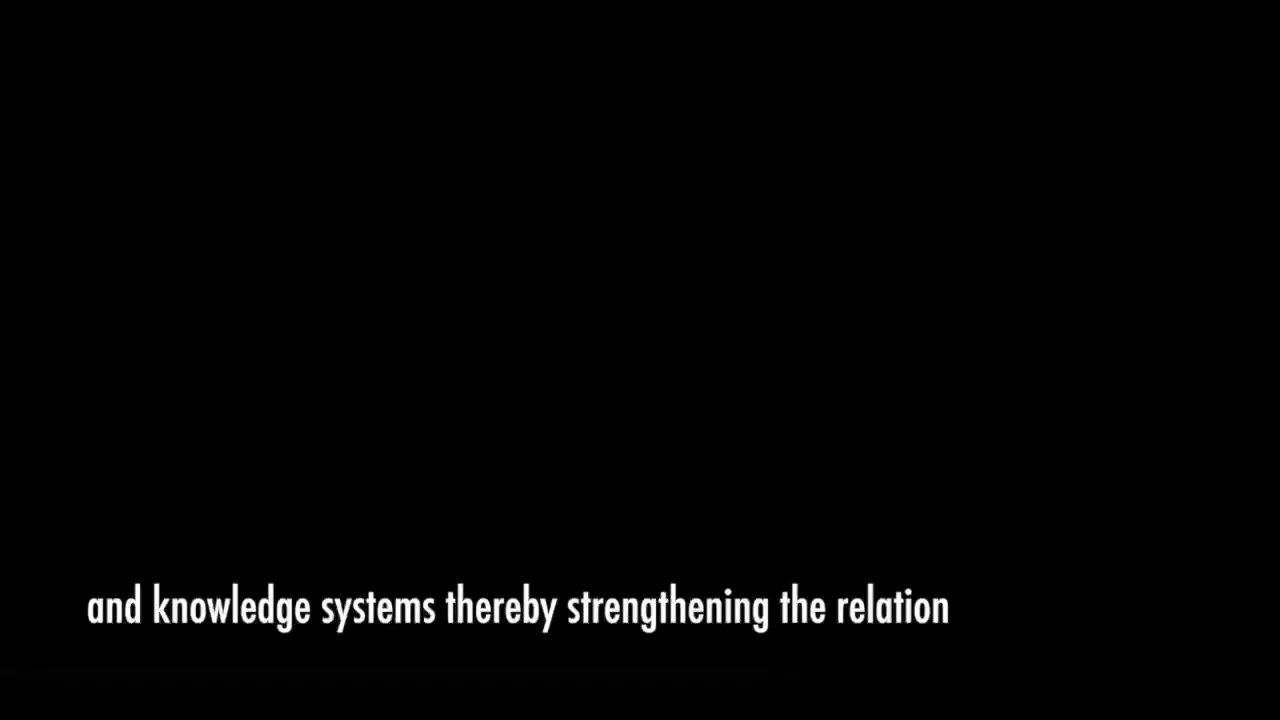 and knowledge systems thereby strengthening the relation